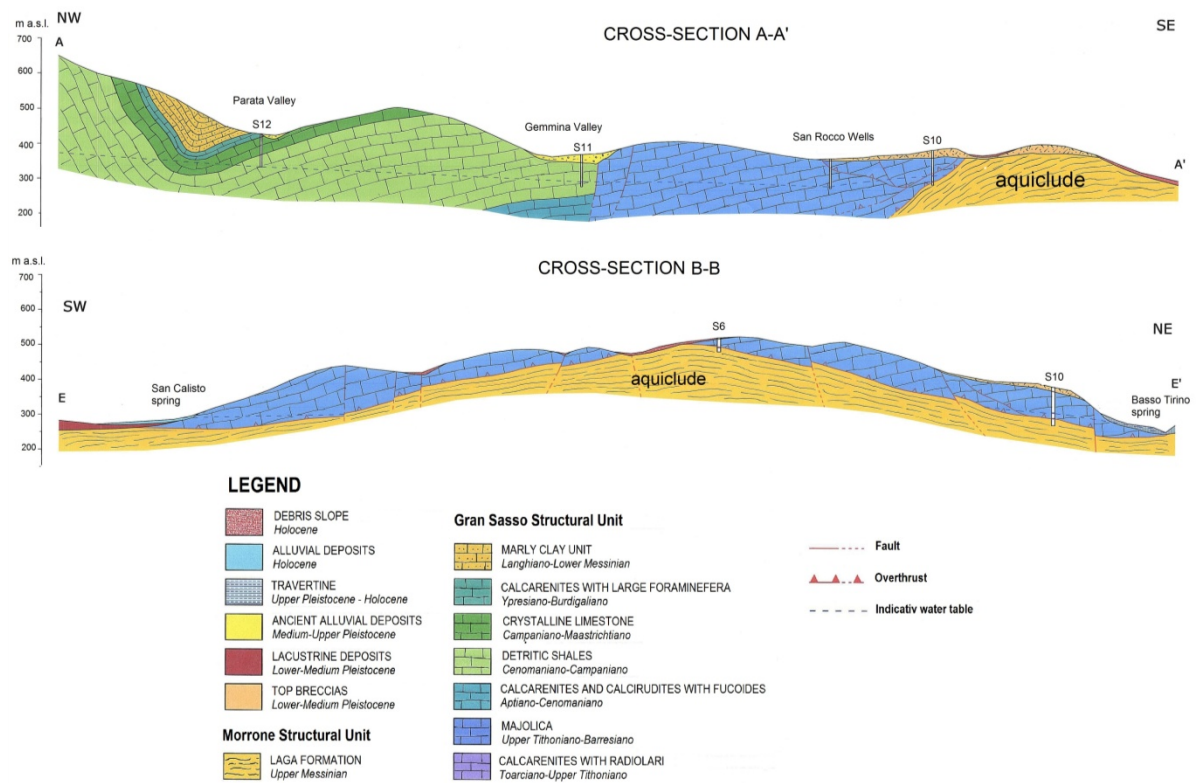 NW
m a.s.l.
CROSS-SECTION A-A'
SE
700
A
600
500
400
300
200
Parata Valley
S12
Gemmina Valley
S11
San Rocco Wells
S10
aquiclude
A'
m a.s.l.
CROSS-SECTION B-B
700
SW
600
500
400
300
200
NE
S6
aquiclude
San Calisto
spring
E
S10
E'
Basso Tirino
spring
LEGEND
DEBRIS SLOPE
Holocene
ALLUVIAL DEPOSITS
Holocene
TRAVERTINE
Upper Pleistocene - Holocene
ANCIENT ALLUVIAL DEPOSITS
Medium-Upper Pleistocene
LACUSTRINE DEPOSITS
Lower-Medium Pleistocene
TOP BRECCIAS
Lower-Medium Pleistocene
Morrone Structural Unit
LAGA FORMATION
Upper Messinian
Gran Sasso Structural Unit
MARLY CLAY UNIT
Langhiano-Lower Messinian
CALCARENITES WITH LARGE FORAMINEFERA
Ypresiano-Burdigaliano
CRYSTALLINE LIMESTONE
Campaniano-Maastrichtiano
DETRITIC SHALES
Cenomaniano-Campaniano
CALCARENITES AND CALCIRUDITES WITH FUCOIDES
Aptiano-Cenomaniano
MAJOLICA
Upper Tithoniano-Barresiano
CALCARENITES WITH RADIOLARI
Toarciano-Upper Tithoniano
Fault
Overthrust
Indicativ water table